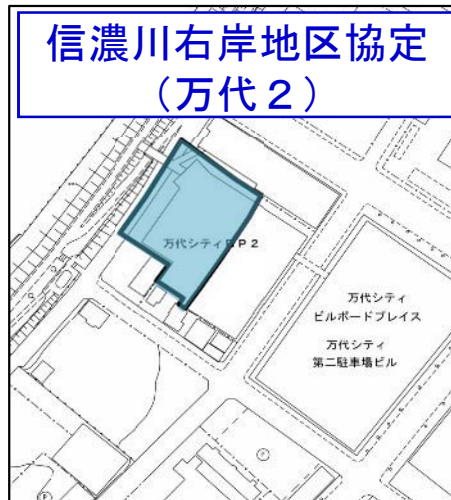 信濃川右岸地区協定
（万代２）
万代シティBP2
万代シティ
ビルボードプレイス
万代シティ
第二駐車場ビル